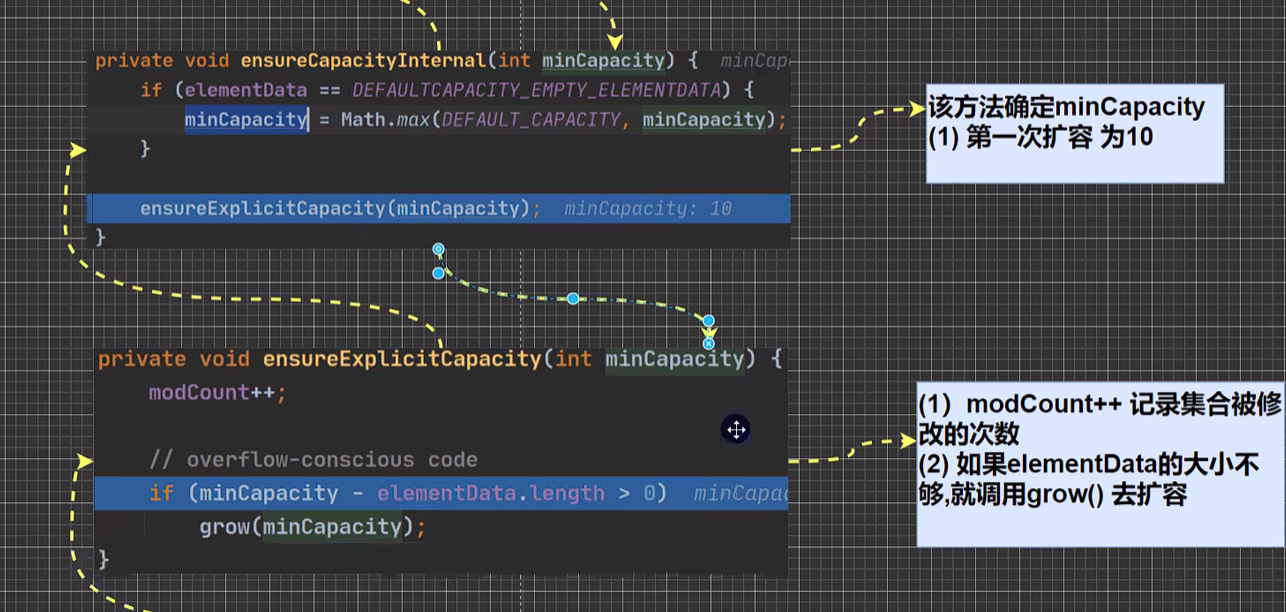 private void ensureCapacityInternal(int minCapacity) { minCap
if (elementData == DEFAULTCAPACITY_EMPTY_ELEMENTDATA) {
minCapacity = Math.max(DEFAULT_CAPACITY, minCapacity);
}
ensureExplicitCapacity(minCapacity); minCapacity: 10
}
该方法确定minCapacity
(1) 第一次扩容 为10
private void ensureExplicitCapacity(int minCapacity) {
modCount++;
// overflow-conscious code
if (minCapacity - elementData.length > 0) minCapac
grow(minCapacity);
}
(1）modCount++ 记录集合被修
改的次数
(2) 如果elementData的大小不
够,就调用grow() 去扩容